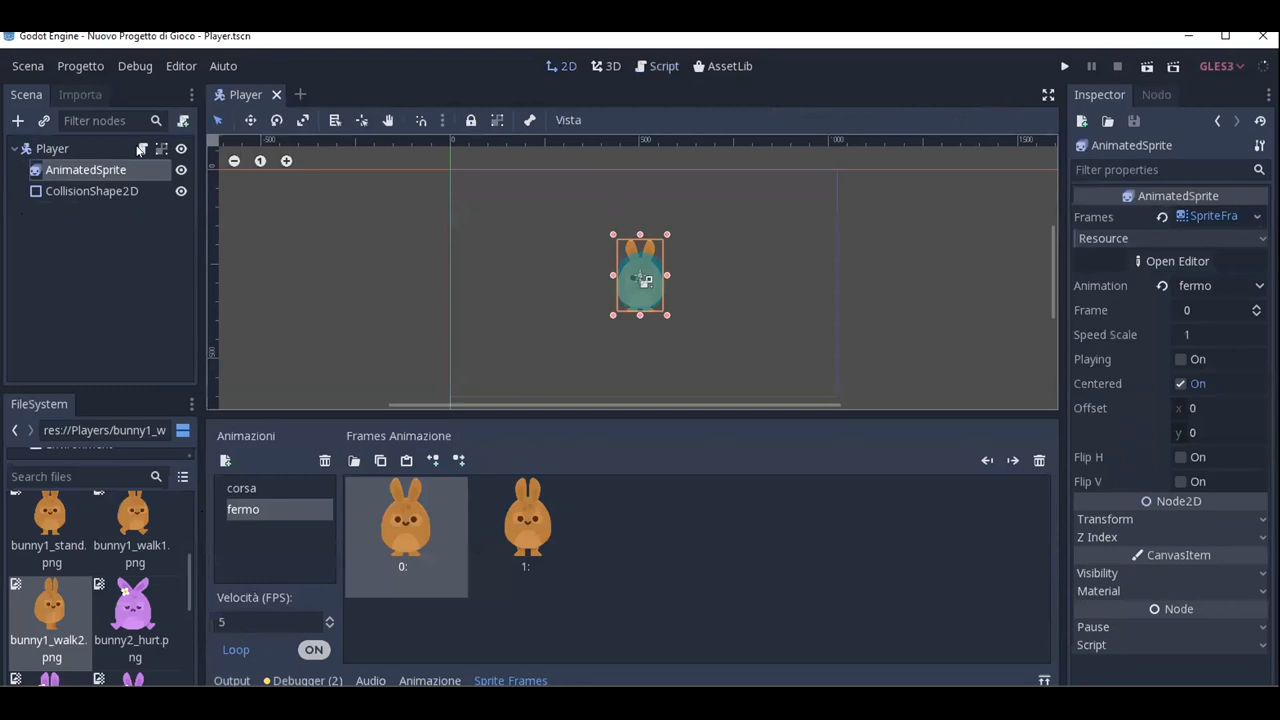 Godot Engine - Nuovo Progetto di Gioco - Player.tscn
Scena Progetto Debug Editor Aiuto 2D 3D Script AssetLib GLES3
Scena Importa Player Inspector Nodo
Filter nodes Vista
-500 0 500 1500
Player AnimatedSprite
AnimatedSprite Filter properties
CollisionShape2D
AnimatedSprite
Frames SpriteFra
Resource
Open Editor
Animation fermo
Frame 0
Speed Scale 1
Playing On
Centered On
Offset x 0
y 0
Flip H On
Flip V On
Node2D
Transform
Z Index
CanvasItem
Visibility
Material
Node
Pause
Script
FileSystem
res://Players/bunny1_w
Search files
bunny1_stand.
png
bunny1_walk1.
png
bunny1_walk2.
png
bunny2_hurt.p
ng
Animazioni Frames Animazione
corsa
fermo
0: 1:
Velocità (FPS):
5
Loop ON
Output Debugger (2) Audio Animazione Sprite Frames